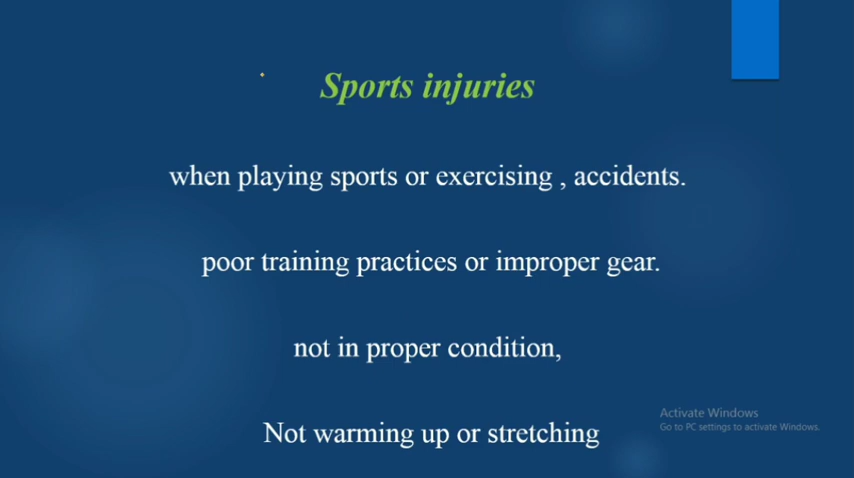 Sports injuries
when playing sports or exercising , accidents.
poor training practices or improper gear.
not in proper condition,
Not warming up or stretching
Activate Windows
Go to PC settings to activate Windows.